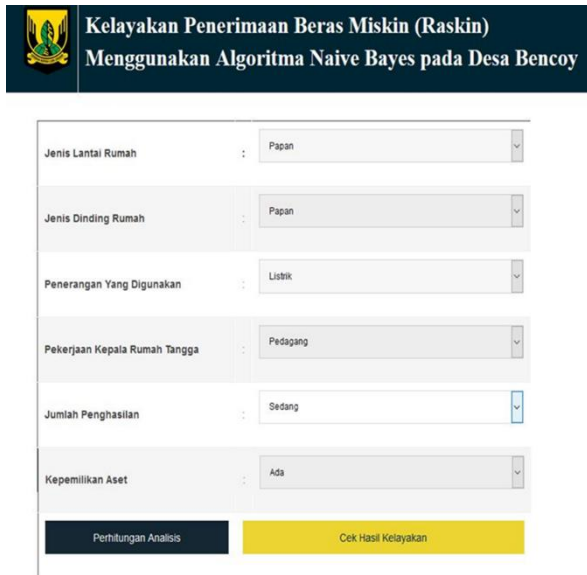 Kelayakan Penerimaan Beras Miskin (Raskin)
Menggunakan Algoritma Naive Bayes pada Desa Bencoy
Jenis Lantai Rumah : Papan
Jenis Dinding Rumah : Papan
Penerangan Yang Digunakan : Listrik
Pekerjaan Kepala Rumah Tangga : Pedagang
Jumlah Penghasilan : Sedang
Kepemilikan Aset : Ada
Perhitungan Analisis Cek Hasil Kelayakan